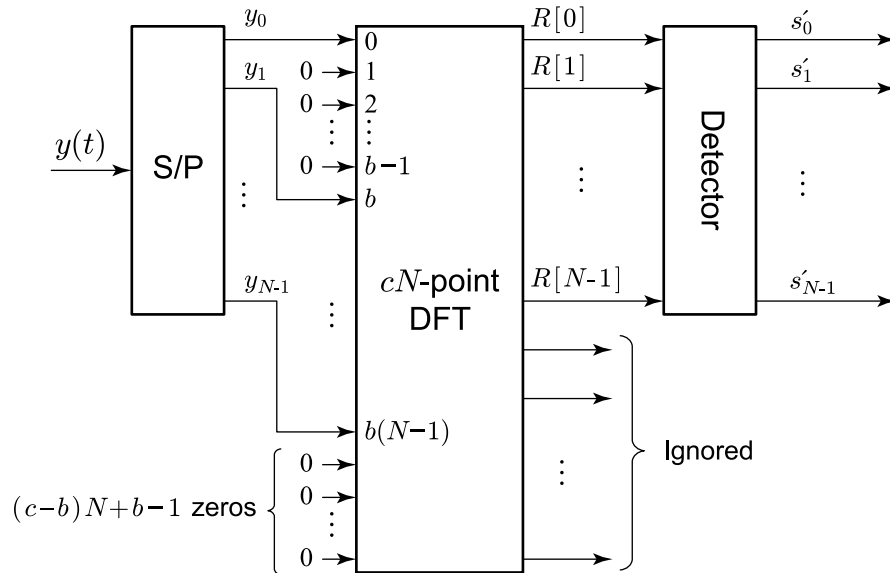 y(t)
S/P
y₀
y₁
⋮
y_{N-1}
0
0
⋮
0
⋮
0
0
⋮
0
(c−b)N+b−1 zeros
0
1
2
⋮
b−1
b
b(N−1)
cN-point
DFT
R[0]
R[1]
⋮
R[N-1]
⋮
Ignored
Detector
s′₀
s′₁
⋮
s′_{N-1}